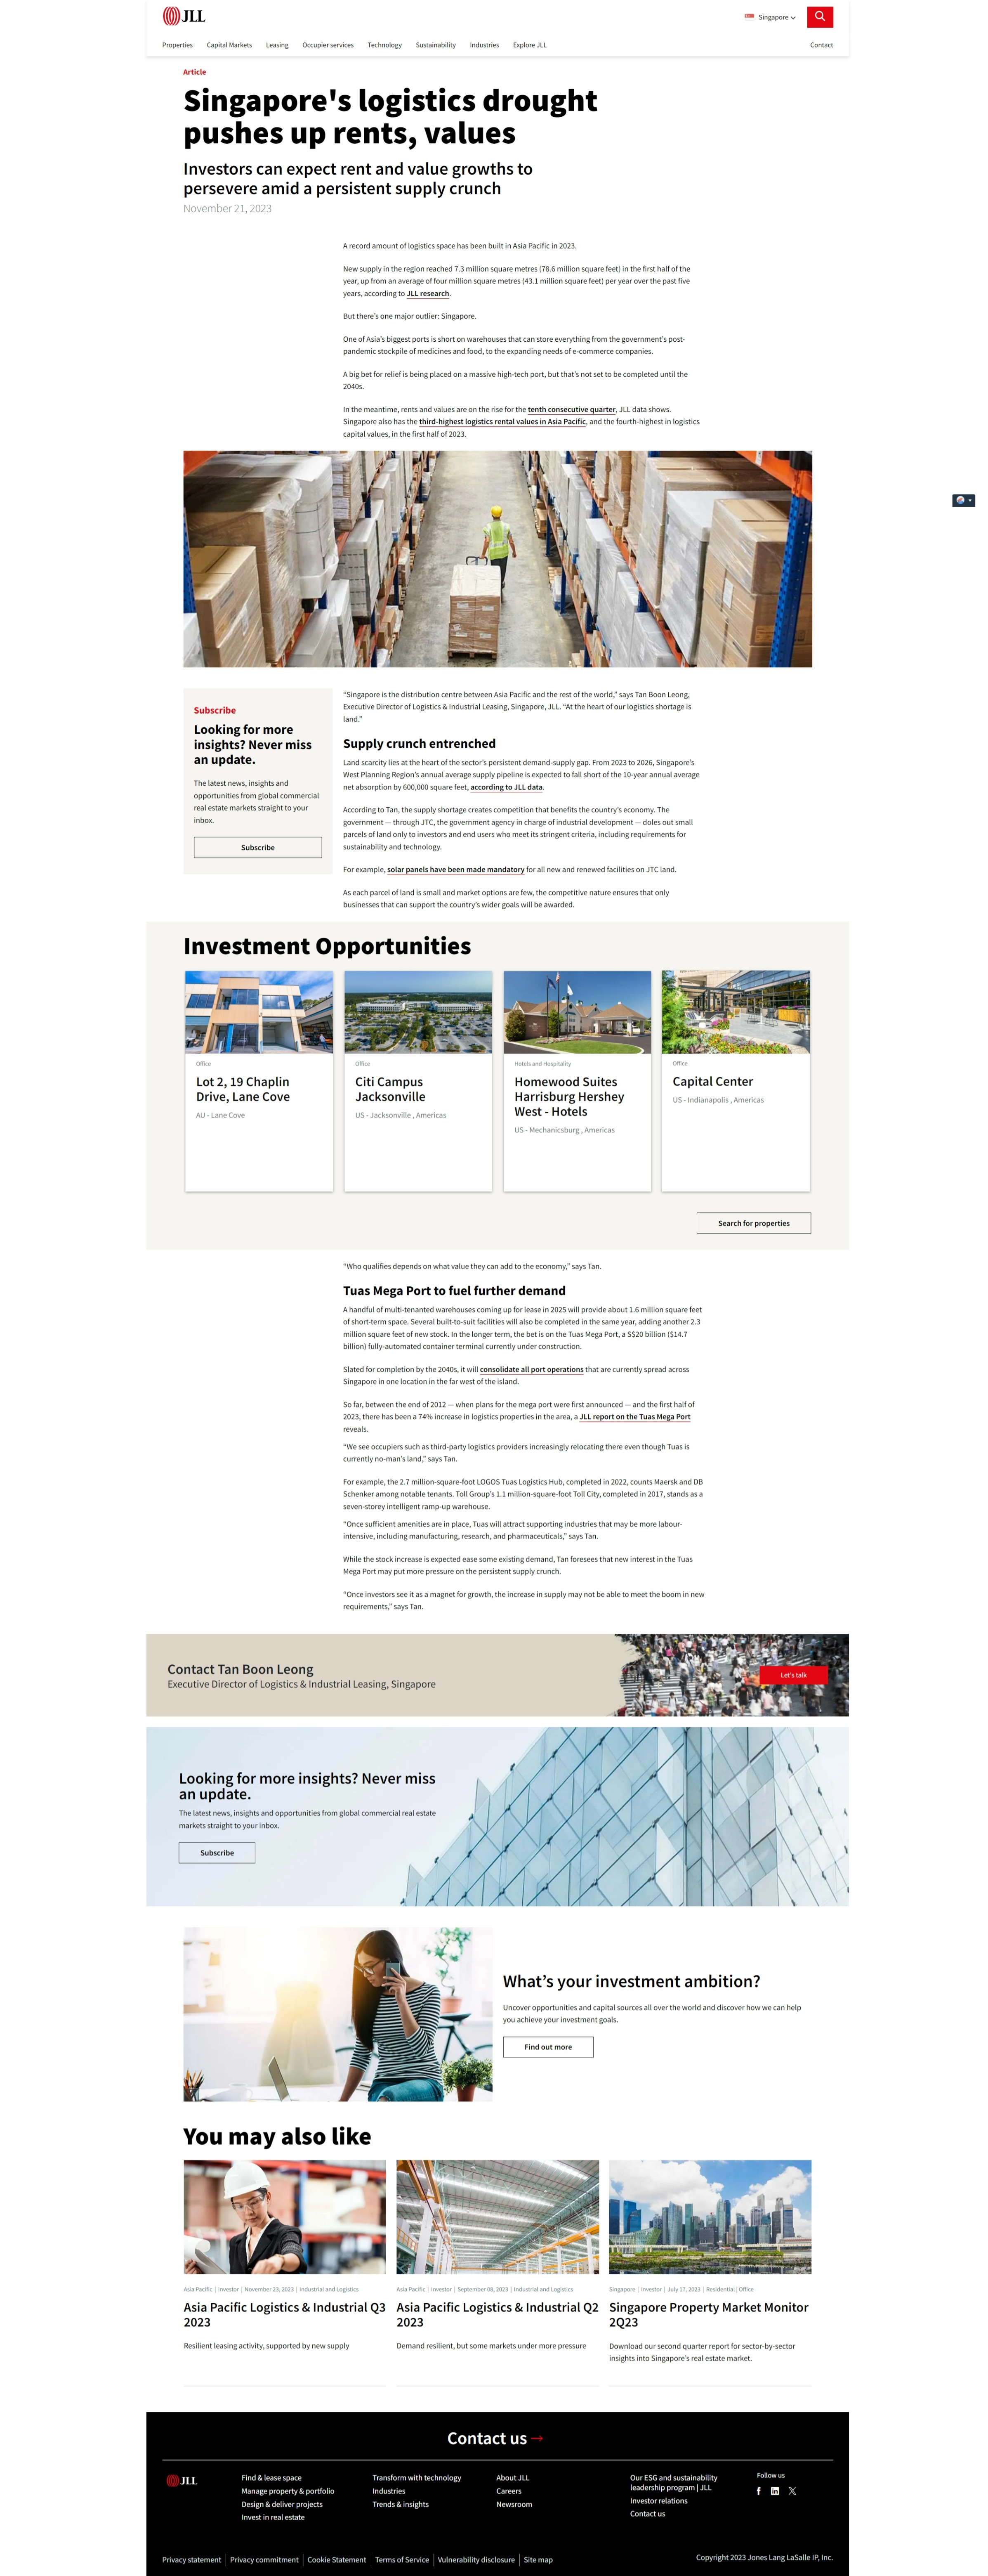 JLL
Singapore
Properties
Capital Markets
Leasing
Occupier services
Technology
Sustainability
Industries
Explore JLL
Contact
Article
Singapore's logistics drought
pushes up rents, values
Investors can expect rent and value growths to
persevere amid a persistent supply crunch
November 21, 2023
A record amount of logistics space has been built in Asia Pacific in 2023.
New supply in the region reached 7.3 million square metres (78.6 million square feet) in the first half of the
year, up from an average of four million square metres (43.1 million square feet) per year over the past five
years, according to JLL research.
But there's one major outlier: Singapore.
One of Asia's biggest ports is short on warehouses that can store everything from the government's post-
pandemic stockpile of medicines and food, to the expanding needs of e-commerce companies.
A big bet for relief is being placed on a massive high-tech port, but that's not set to be completed until the
2040s.
In the meantime, rents and values are on the rise for the tenth consecutive quarter, JLL data shows.
Singapore also has the third-highest logistics rental values in Asia Pacific, and the fourth-highest in logistics
capital values, in the first half of 2023.
“Singapore is the distribution centre between Asia Pacific and the rest of the world,” says Tan Boon Leong,
Executive Director of Logistics & Industrial Leasing, Singapore, JLL. “At the heart of our logistics shortage is
land.”
Subscribe
Looking for more
insights? Never miss
an update.
The latest news, insights and
opportunities from global commercial
real estate markets straight to your
inbox.
Subscribe
Supply crunch entrenched
Land scarcity lies at the heart of the sector's persistent demand-supply gap. From 2023 to 2026, Singapore's
West Planning Region's annual average supply pipeline is expected to fall short of the 10-year annual average
net absorption by 600,000 square feet, according to JLL data.
According to Tan, the supply shortage creates competition that benefits the country's economy. The
government — through JTC, the government agency in charge of industrial development — doles out small
parcels of land only to investors and end users who meet its stringent criteria, including requirements for
sustainability and technology.
For example, solar panels have been made mandatory for all new and renewed facilities on JTC land.
As each parcel of land is small and market options are few, the competitive nature ensures that only
businesses that can support the country's wider goals will be awarded.
Investment Opportunities
Office
Lot 2, 19 Chaplin
Drive, Lane Cove
AU - Lane Cove
Office
Citi Campus
Jacksonville
US - Jacksonville , Americas
Hotels and Hospitality
Homewood Suites
Harrisburg Hershey
West - Hotels
US - Mechanicsburg , Americas
Office
Capital Center
US - Indianapolis , Americas
Search for properties
“Who qualifies depends on what value they can add to the economy,” says Tan.
Tuas Mega Port to fuel further demand
A handful of multi-tenanted warehouses coming up for lease in 2025 will provide about 1.6 million square feet
of short-term space. Several built-to-suit facilities will also be completed in the same year, adding another 2.3
million square feet of new stock. In the longer term, the bet is on the Tuas Mega Port, a S$20 billion ($14.7
billion) fully-automated container terminal currently under construction.
Slated for completion by the 2040s, it will consolidate all port operations that are currently spread across
Singapore in one location in the far west of the island.
So far, between the end of 2012 — when plans for the mega port were first announced — and the first half of
2023, there has been a 74% increase in logistics properties in the area, a JLL report on the Tuas Mega Port
reveals.
“We see occupiers such as third-party logistics providers increasingly relocating there even though Tuas is
currently no-man's land,” says Tan.
For example, the 2.7 million-square-foot LOGOS Tuas Logistics Hub, completed in 2022, counts Maersk and DB
Schenker among notable tenants. Toll Group's 1.1 million-square-foot Toll City, completed in 2017, stands as a
seven-storey intelligent ramp-up warehouse.
“Once sufficient amenities are in place, Tuas will attract supporting industries that may be more labour-
intensive, including manufacturing, research, and pharmaceuticals,” says Tan.
While the stock increase is expected ease some existing demand, Tan foresees that new interest in the Tuas
Mega Port may put more pressure on the persistent supply crunch.
“Once investors see it as a magnet for growth, the increase in supply may not be able to meet the boom in new
requirements,” says Tan.
Contact Tan Boon Leong
Executive Director of Logistics & Industrial Leasing, Singapore
Let's talk
Looking for more insights? Never miss
an update.
The latest news, insights and opportunities from global commercial real estate
markets straight to your inbox.
Subscribe
What's your investment ambition?
Uncover opportunities and capital sources all over the world and discover how we can help
you achieve your investment goals.
Find out more
You may also like
Asia Pacific | Investor | November 23, 2023 | Industrial and Logistics
Asia Pacific Logistics & Industrial Q3
2023
Resilient leasing activity, supported by new supply
Asia Pacific | Investor | September 08, 2023 | Industrial and Logistics
Asia Pacific Logistics & Industrial Q2
2023
Demand resilient, but some markets under more pressure
Singapore | Investor | July 17, 2023 | Residential | Office
Singapore Property Market Monitor
2Q23
Download our second quarter report for sector-by-sector
insights into Singapore's real estate market.
Contact us →
JLL
Find & lease space
Manage property & portfolio
Design & deliver projects
Invest in real estate
Transform with technology
Industries
Trends & insights
About JLL
Careers
Newsroom
Our ESG and sustainability
leadership program | JLL
Investor relations
Contact us
Follow us
Privacy statement | Privacy commitment | Cookie Statement | Terms of Service | Vulnerability disclosure | Site map
Copyright 2023 Jones Lang LaSalle IP, Inc.